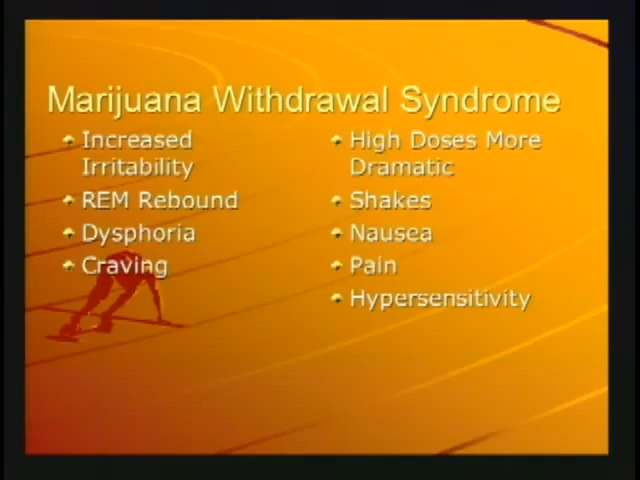 Marijuana Withdrawal Syndrome
Increased
Irritability
REM Rebound
Dysphoria
Craving
High Doses More
Dramatic
Shakes
Nausea
Pain
Hypersensitivity